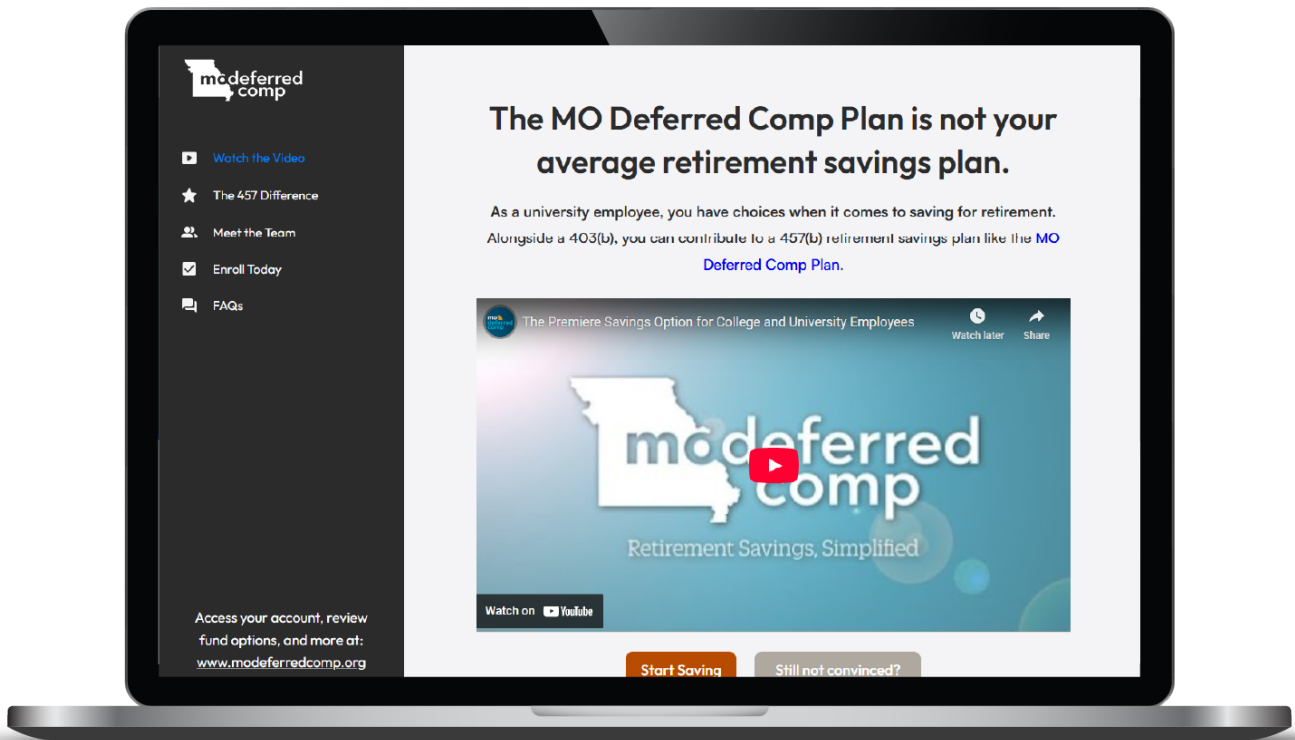 mo deferred
comp
Watch the Video
The 457 Difference
Meet the Team
Enroll Today
FAQs
Access your account, review
fund options, and more at:
www.modeferredcomp.org
The MO Deferred Comp Plan is not your
average retirement savings plan.
As a university employee, you have choices when it comes to saving for retirement.
Alongside a 403(b), you can contribute to a 457(b) retirement savings plan like the MO
Deferred Comp Plan.
mo
deferred
comp
The Premiere Savings Option for College and University Employees
Watch later
Share
mo deferred
comp
Retirement Savings, Simplified
Watch on YouTube
Start Saving
Still not convinced?